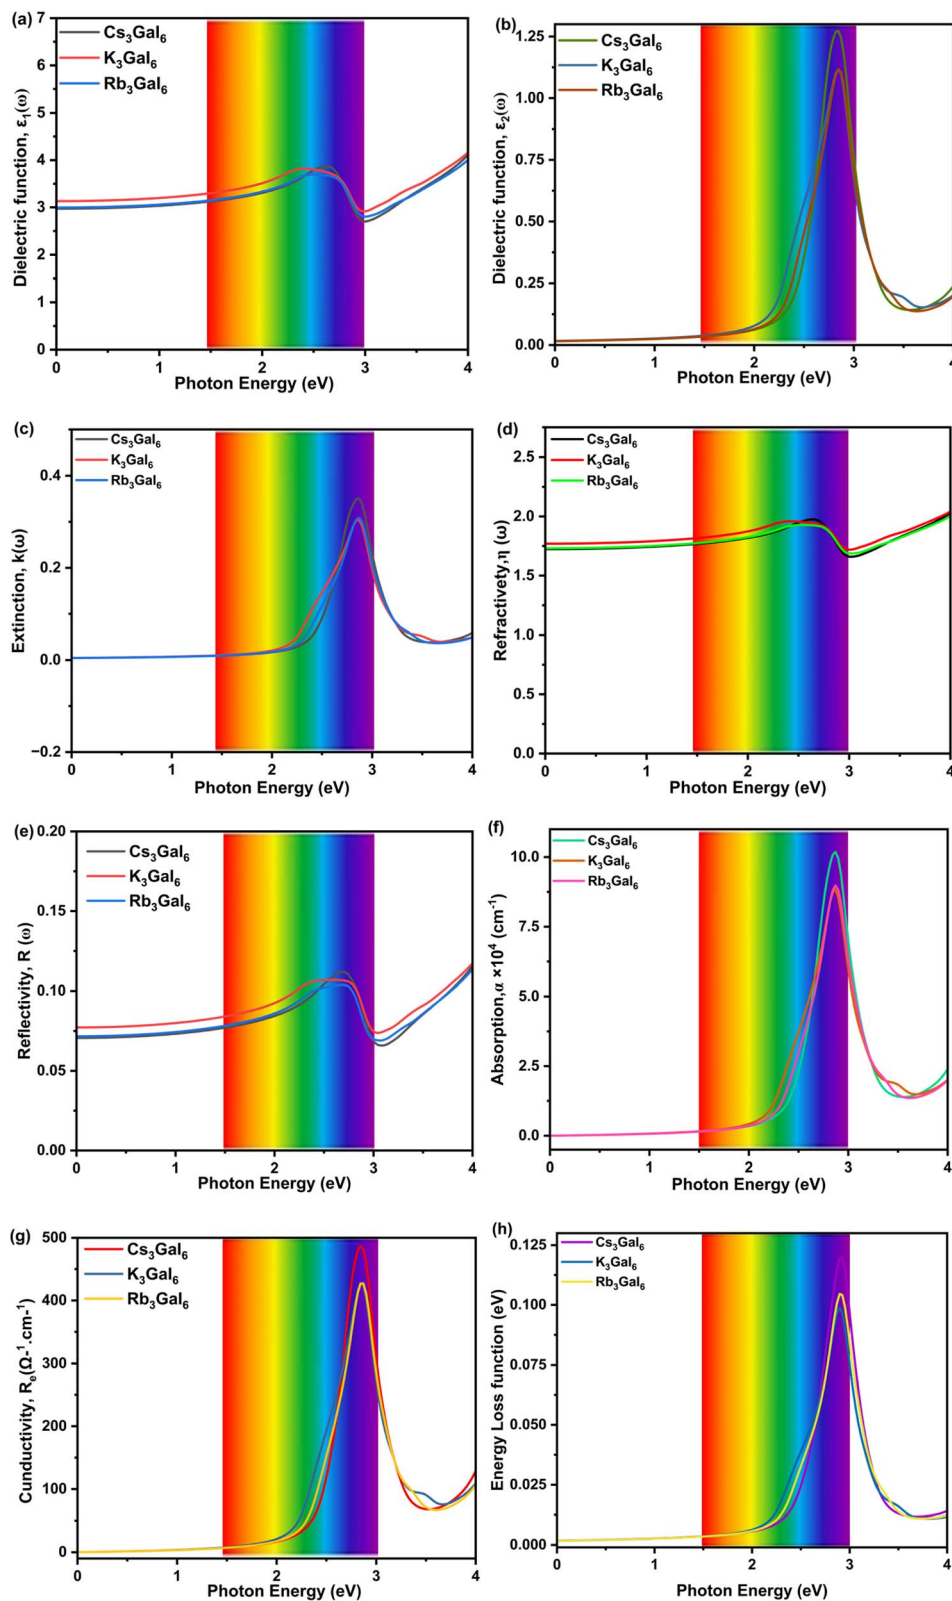 (a)
7
6
5
4
3
2
1
0
Dielectric function, ε₁(ω)
Cs₃GaI₆
K₃GaI₆
Rb₃GaI₆
0 1 2 3 4
Photon Energy (eV)
(b)
1.25
1.00
0.75
0.50
0.25
0.00
Dielectric function, ε₂(ω)
Cs₃GaI₆
K₃GaI₆
Rb₃GaI₆
0 1 2 3 4
Photon Energy (eV)
(c)
0.4
0.2
0.0
−0.2
Extinction, k(ω)
Cs₃GaI₆
K₃GaI₆
Rb₃GaI₆
0 1 2 3 4
Photon Energy (eV)
(d)
2.5
2.0
1.5
1.0
0.5
0.0
Refractivety,η (ω)
Cs₃GaI₆
K₃GaI₆
Rb₃GaI₆
0 1 2 3 4
Photon Energy (eV)
(e)
0.20
0.15
0.10
0.05
0.00
Reflectivity, R (ω)
Cs₃GaI₆
K₃GaI₆
Rb₃GaI₆
0 1 2 3 4
Photon Energy (eV)
(f)
10.0
7.5
5.0
2.5
0.0
Absorption,α ×10⁴ (cm⁻¹)
Cs₃GaI₆
K₃GaI₆
Rb₃GaI₆
0 1 2 3 4
Photon Energy (eV)
(g)
500
400
300
200
100
0
Cunductivity, Rₑ(Ω⁻¹.cm-1)
Cs₃GaI₆
K₃GaI₆
Rb₃GaI₆
0 1 2 3 4
Photon Energy (eV)
(h)
0.125
0.100
0.075
0.050
0.025
0.000
Energy Loss function (eV)
Cs₃GaI₆
K₃GaI₆
Rb₃GaI₆
0 1 2 3 4
Photon Energy (eV)